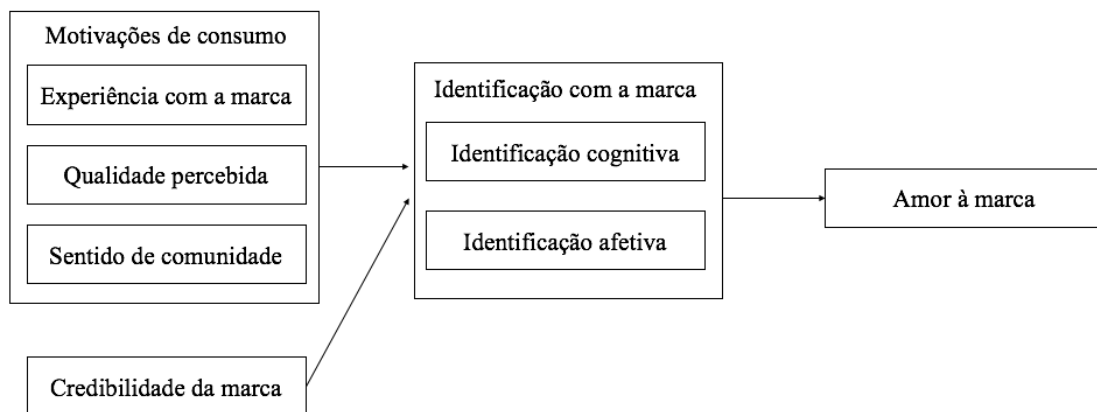 Motivações de consumo
Experiência com a marca
Qualidade percebida
Sentido de comunidade
Credibilidade da marca
Identificação com a marca
Identificação cognitiva
Identificação afetiva
Amor à marca